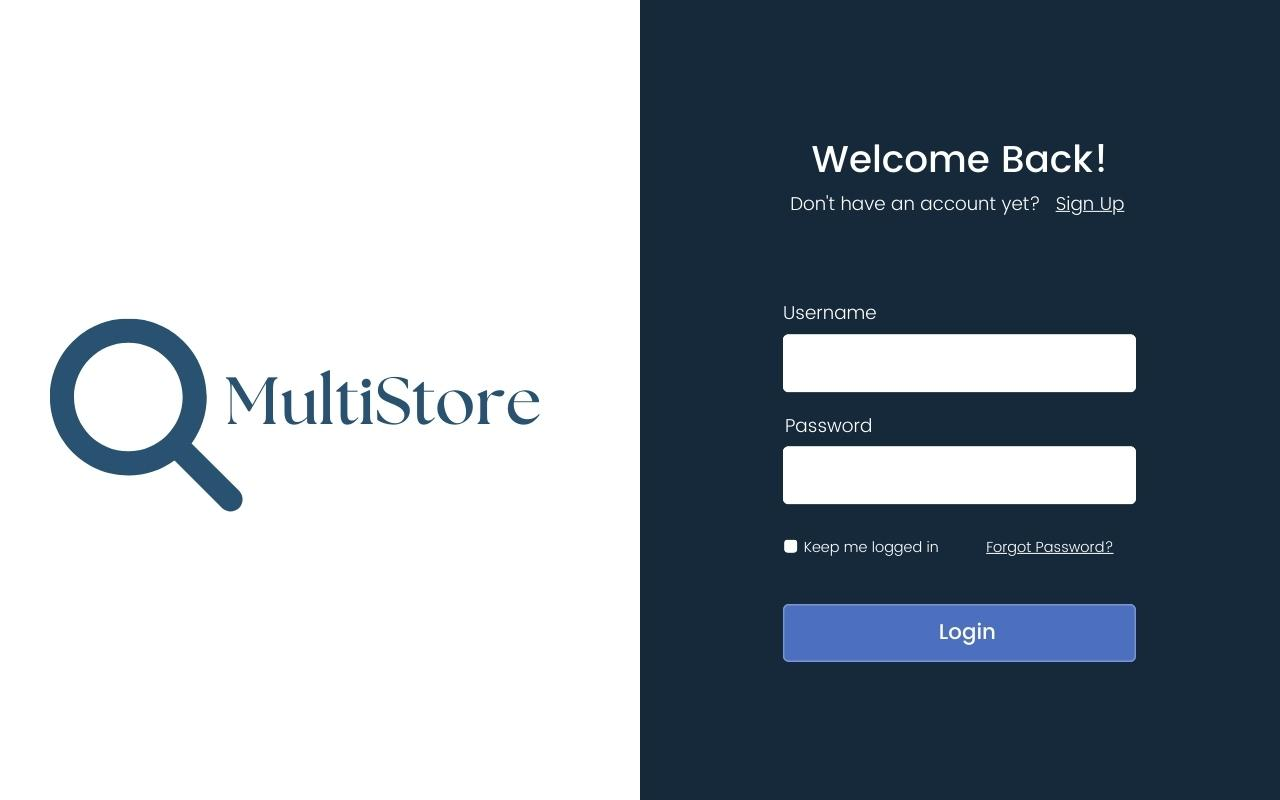 MultiStore
Welcome Back!
Don't have an account yet? Sign Up
Username
Password
Keep me logged in Forgot Password?
Login